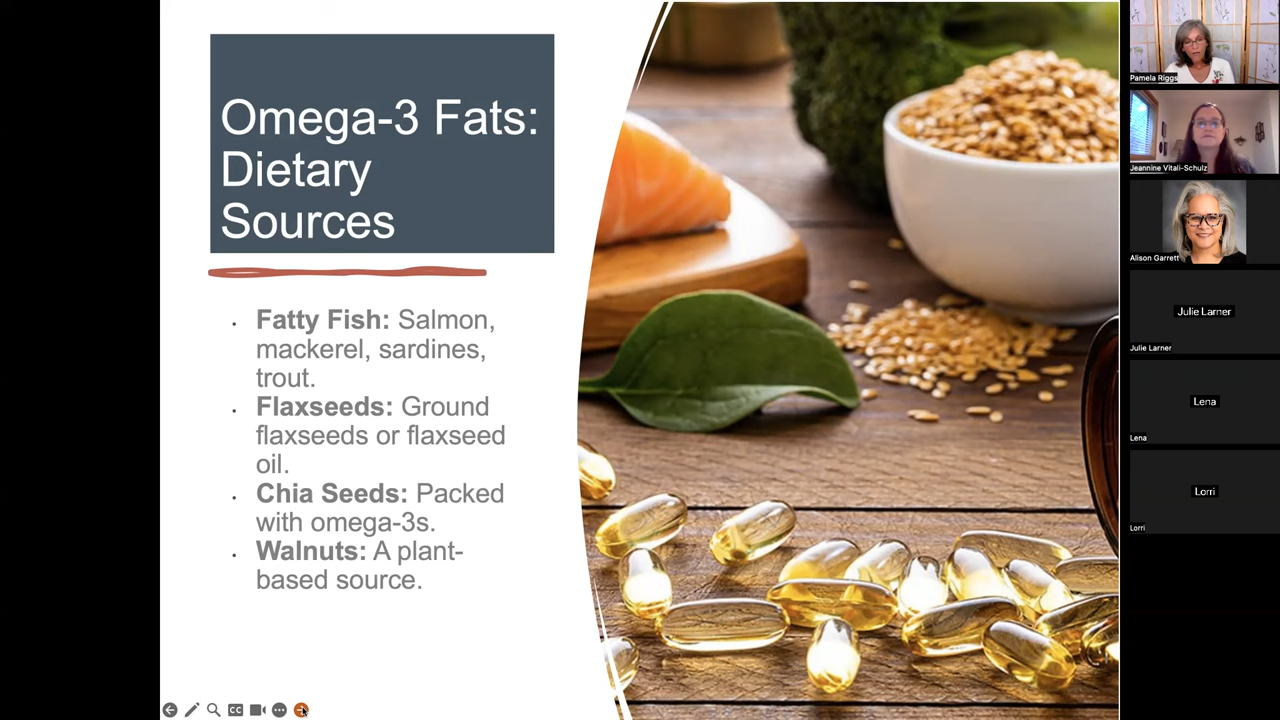 Omega-3 Fats:
Dietary
Sources
• Fatty Fish: Salmon,
mackerel, sardines,
trout.
• Flaxseeds: Ground
flaxseeds or flaxseed
oil.
• Chia Seeds: Packed
with omega-3s.
• Walnuts: A plant-
based source.
CC
Pamela Riggs
Jeannine Vitali-Schulz
Alison Garrett
Julie Larner
Julie Larner
Lena
Lena
Lorri
Lorri